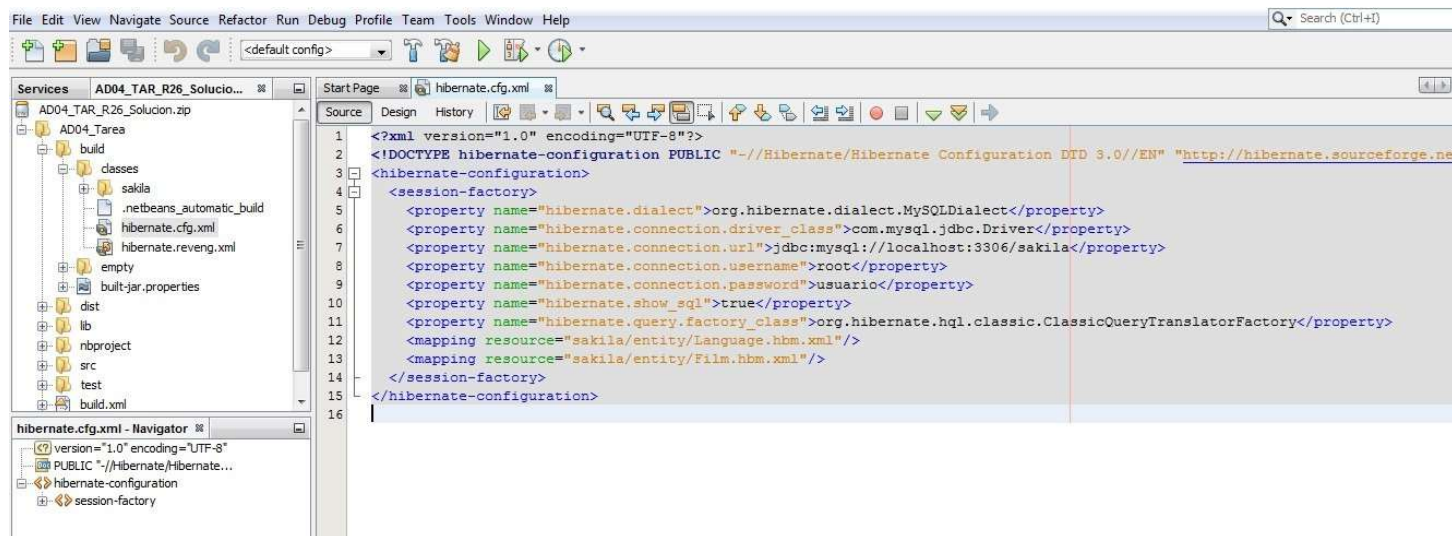 File Edit View Navigate Source Refactor Run Debug Profile Team Tools Window Help
Search (Ctrl+I)
<default config>
Services AD04_TAR_R26_Solucio...
AD04_TAR_R26_Solucion.zip
AD04_Tarea
build
classes
sakila
.netbeans_automatic_build
hibernate.cfg.xml
hibernate.reveng.xml
empty
built-jar.properties
dist
lib
nbproject
src
test
build.xml
hibernate.cfg.xml - Navigator
version="1.0" encoding="UTF-8"
PUBLIC "-//Hibernate/Hibernate...
hibernate-configuration
session-factory
Start Page hibernate.cfg.xml
Source Design History
1 <?xml version="1.0" encoding="UTF-8"?>
2 <!DOCTYPE hibernate-configuration PUBLIC "-//Hibernate/Hibernate Configuration DTD 3.0//EN" "http://hibernate.sourceforge.ne
3 <hibernate-configuration>
4 <session-factory>
5 <property name="hibernate.dialect">org.hibernate.dialect.MySQLDialect</property>
6 <property name="hibernate.connection.driver_class">com.mysql.jdbc.Driver</property>
7 <property name="hibernate.connection.url">jdbc:mysql://localhost:3306/sakila</property>
8 <property name="hibernate.connection.username">root</property>
9 <property name="hibernate.connection.password">usuario</property>
10 <property name="hibernate.show_sql">true</property>
11 <property name="hibernate.query.factory_class">org.hibernate.hql.classic.ClassicQueryTranslatorFactory</property>
12 <mapping resource="sakila/entity/Language.hbm.xml"/>
13 <mapping resource="sakila/entity/Film.hbm.xml"/>
14 </session-factory>
15 </hibernate-configuration>
16